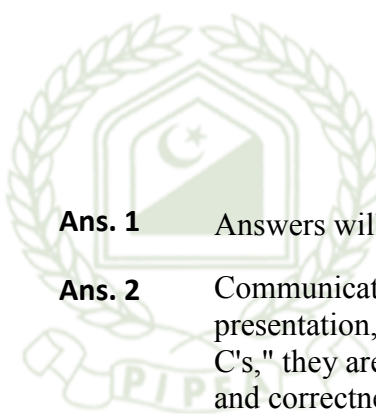 Ans. 1 Answers wil
Ans. 2 Communicat
presentation,
C's," they are
and correctne
PIPEN